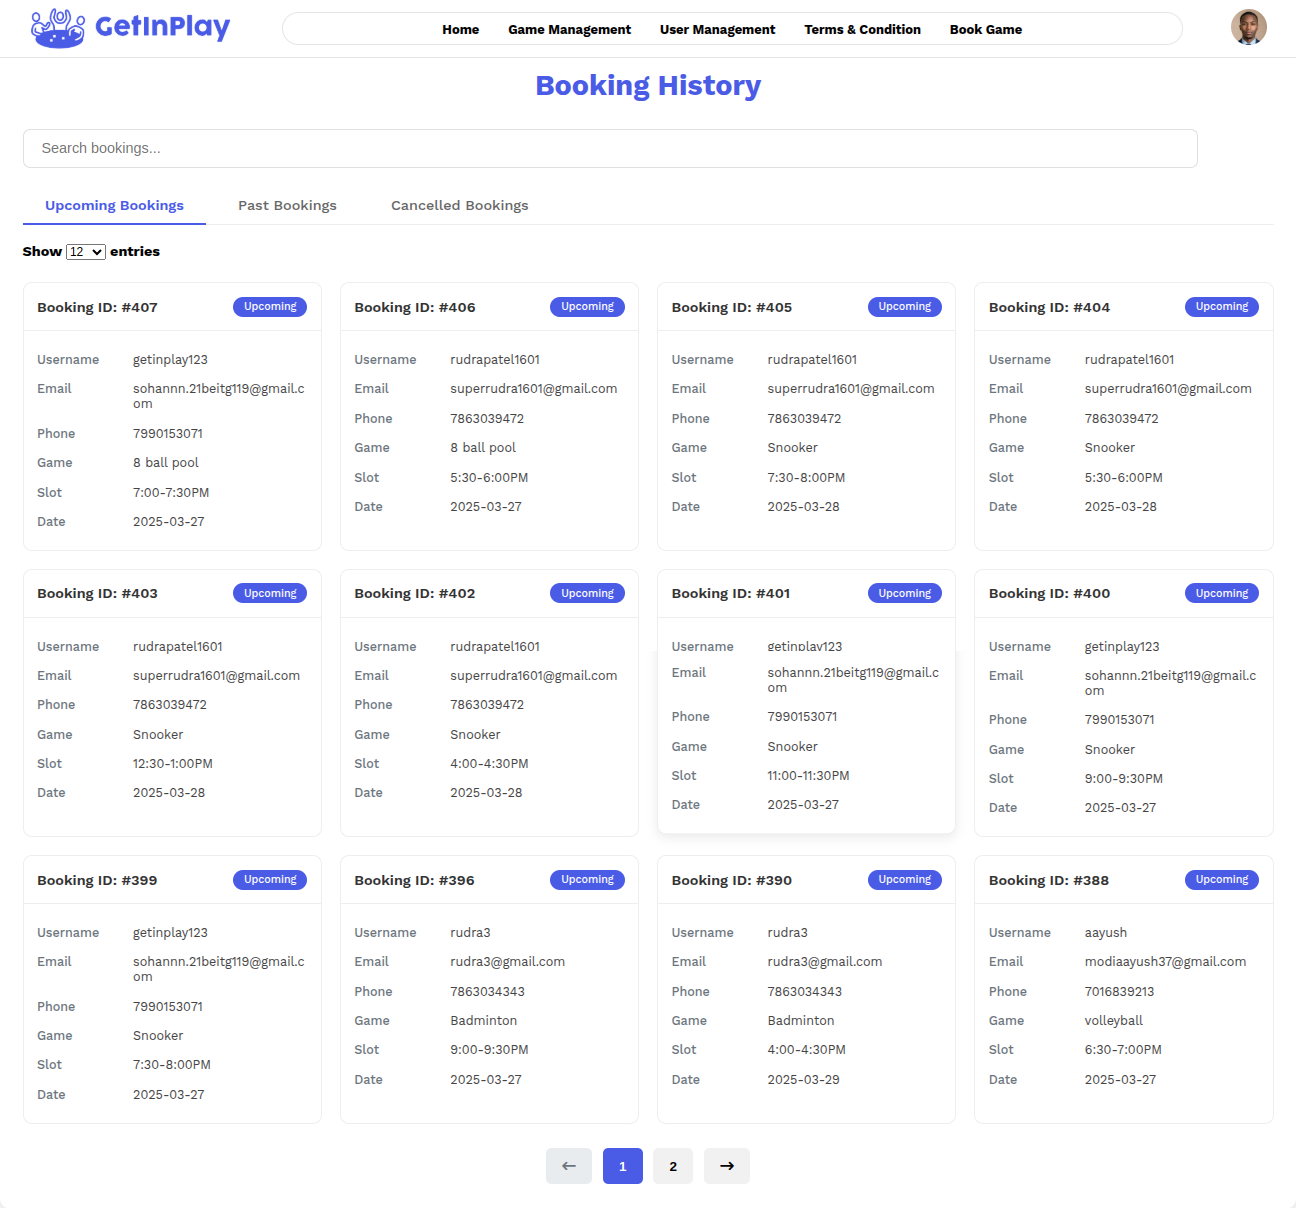 GetInPlay
Home Game Management User Management Terms & Condition Book Game
Booking History
Search bookings...
Upcoming Bookings Past Bookings Cancelled Bookings
Show 12 entries
Booking ID: #407 Upcoming
Username getinplay123
Email sohannn.21beitg119@gmail.c
om
Phone 7990153071
Game 8 ball pool
Slot 7:00-7:30PM
Date 2025-03-27
Booking ID: #406 Upcoming
Username rudrapatel1601
Email superrudra1601@gmail.com
Phone 7863039472
Game 8 ball pool
Slot 5:30-6:00PM
Date 2025-03-27
Booking ID: #405 Upcoming
Username rudrapatel1601
Email superrudra1601@gmail.com
Phone 7863039472
Game Snooker
Slot 7:30-8:00PM
Date 2025-03-28
Booking ID: #404 Upcoming
Username rudrapatel1601
Email superrudra1601@gmail.com
Phone 7863039472
Game Snooker
Slot 5:30-6:00PM
Date 2025-03-28
Booking ID: #403 Upcoming
Username rudrapatel1601
Email superrudra1601@gmail.com
Phone 7863039472
Game Snooker
Slot 12:30-1:00PM
Date 2025-03-28
Booking ID: #402 Upcoming
Username rudrapatel1601
Email superrudra1601@gmail.com
Phone 7863039472
Game Snooker
Slot 4:00-4:30PM
Date 2025-03-28
Booking ID: #401 Upcoming
Username getinplay123
Email sohannn.21beitg119@gmail.c
om
Phone 7990153071
Game Snooker
Slot 11:00-11:30PM
Date 2025-03-27
Booking ID: #400 Upcoming
Username getinplay123
Email sohannn.21beitg119@gmail.c
om
Phone 7990153071
Game Snooker
Slot 9:00-9:30PM
Date 2025-03-27
Booking ID: #399 Upcoming
Username getinplay123
Email sohannn.21beitg119@gmail.c
om
Phone 7990153071
Game Snooker
Slot 7:30-8:00PM
Date 2025-03-27
Booking ID: #396 Upcoming
Username rudra3
Email rudra3@gmail.com
Phone 7863034343
Game Badminton
Slot 9:00-9:30PM
Date 2025-03-27
Booking ID: #390 Upcoming
Username rudra3
Email rudra3@gmail.com
Phone 7863034343
Game Badminton
Slot 4:00-4:30PM
Date 2025-03-29
Booking ID: #388 Upcoming
Username aayush
Email modiaayush37@gmail.com
Phone 7016839213
Game volleyball
Slot 6:30-7:00PM
Date 2025-03-27
← 1 2 →